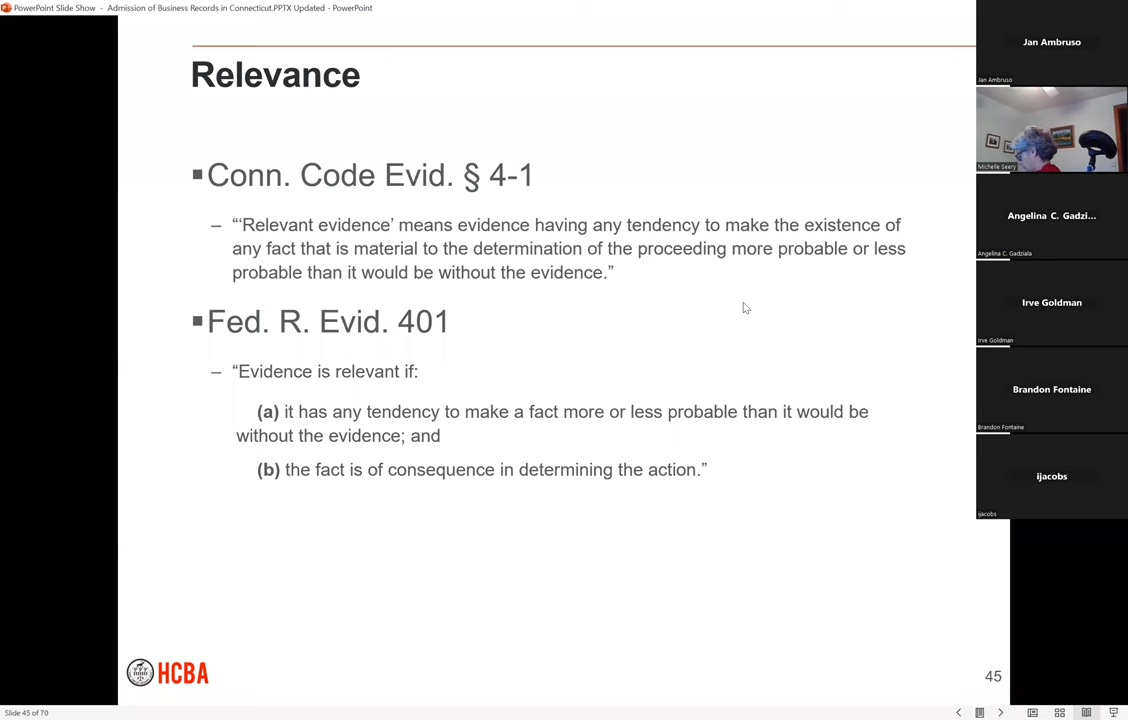 PowerPoint Slide Show - Admission of Business Records in Connecticut.PPTX Updated - PowerPoint
Relevance
▪Conn. Code Evid. § 4-1
– “‘Relevant evidence’ means evidence having any tendency to make the existence of
any fact that is material to the determination of the proceeding more probable or less
probable than it would be without the evidence.”
▪Fed. R. Evid. 401
– “Evidence is relevant if:
(a) it has any tendency to make a fact more or less probable than it would be
without the evidence; and
(b) the fact is of consequence in determining the action.”
HCBA
45
Slide 45 of 70
Jan Ambruso
Jan Ambruso
Michelle Seery
Angelina C. Gadzi...
Angelina C. Gadziala
Irve Goldman
Irve Goldman
Brandon Fontaine
Brandon Fontaine
ijacobs
ijacobs